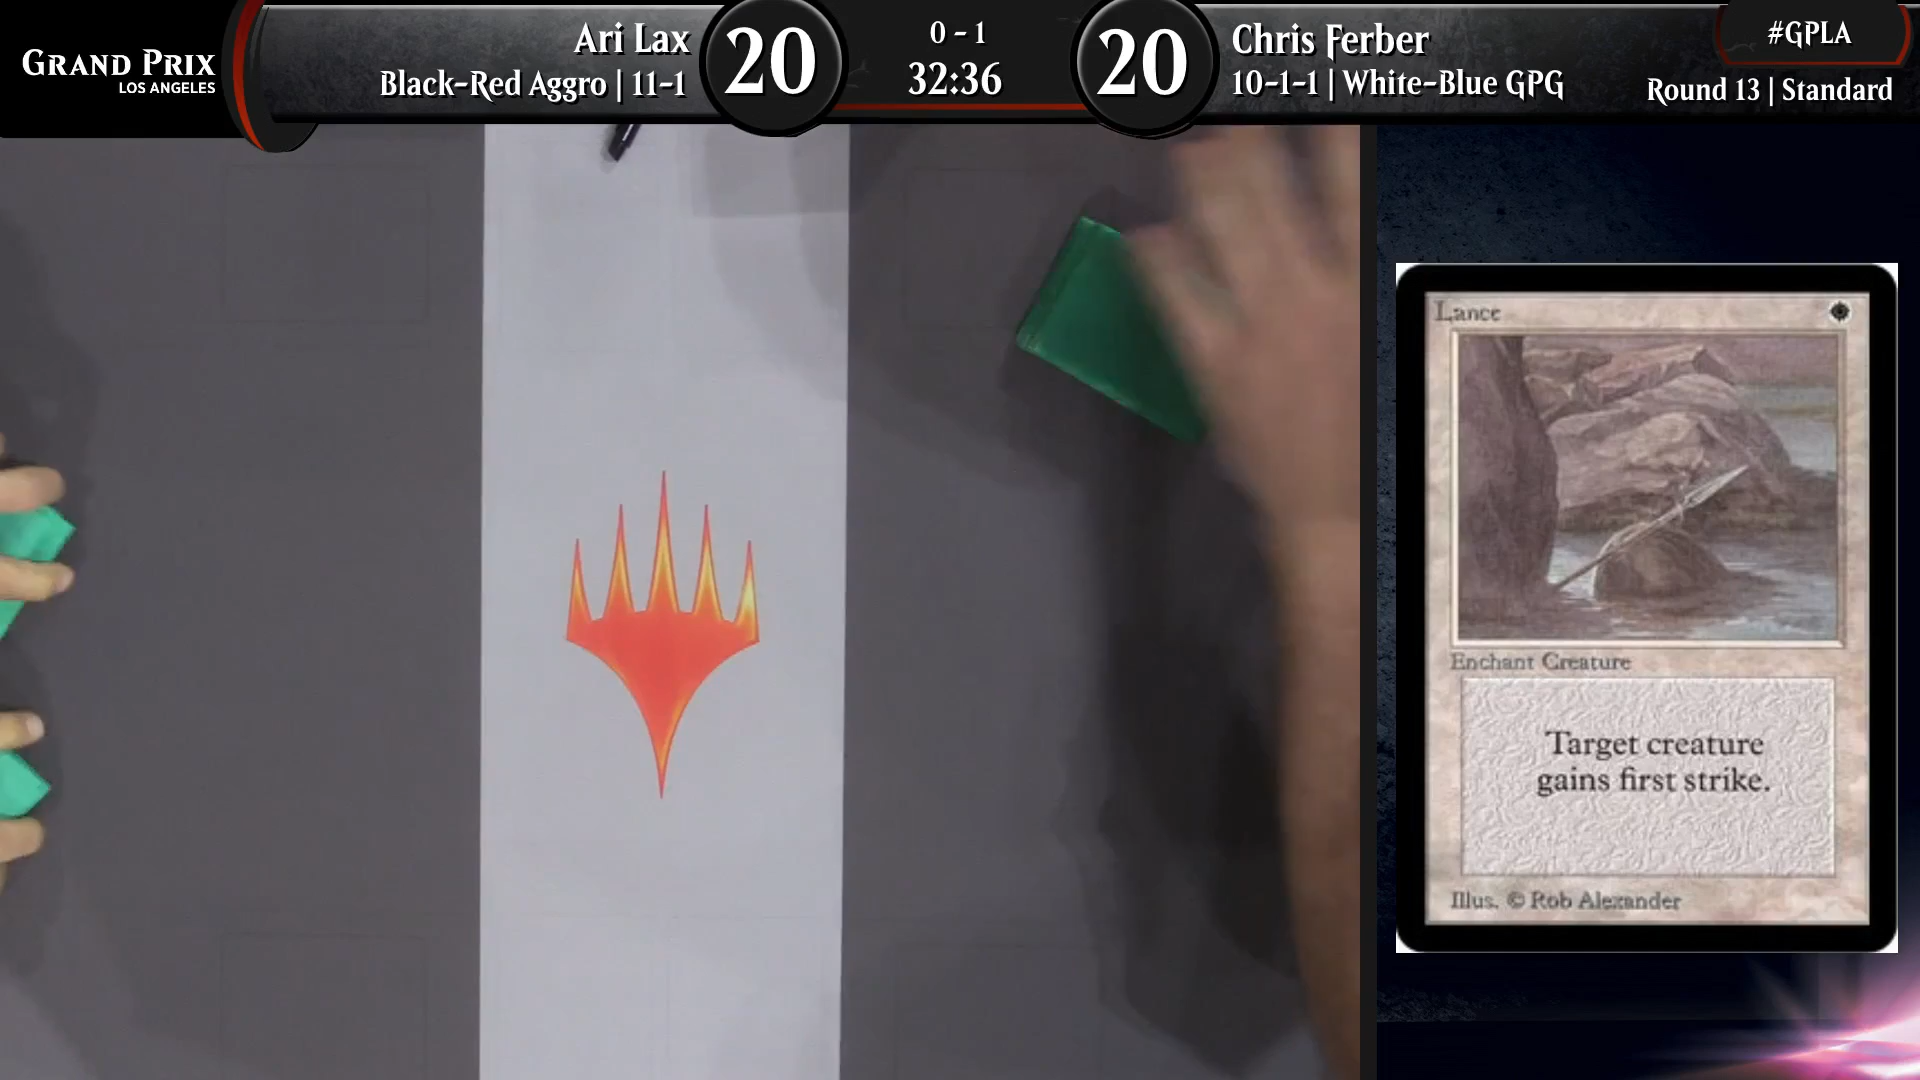 GRAND PRIX
LOS ANGELES
Ari Lax
Black-Red Aggro | 11-1
20
0 - 1
32:36
20
Chris Ferber
10-1-1 | White-Blue GPG
#GPLA
Round 13 | Standard
Lance
Enchant Creature
Target creature
gains first strike.
Illus. © Rob Alexander